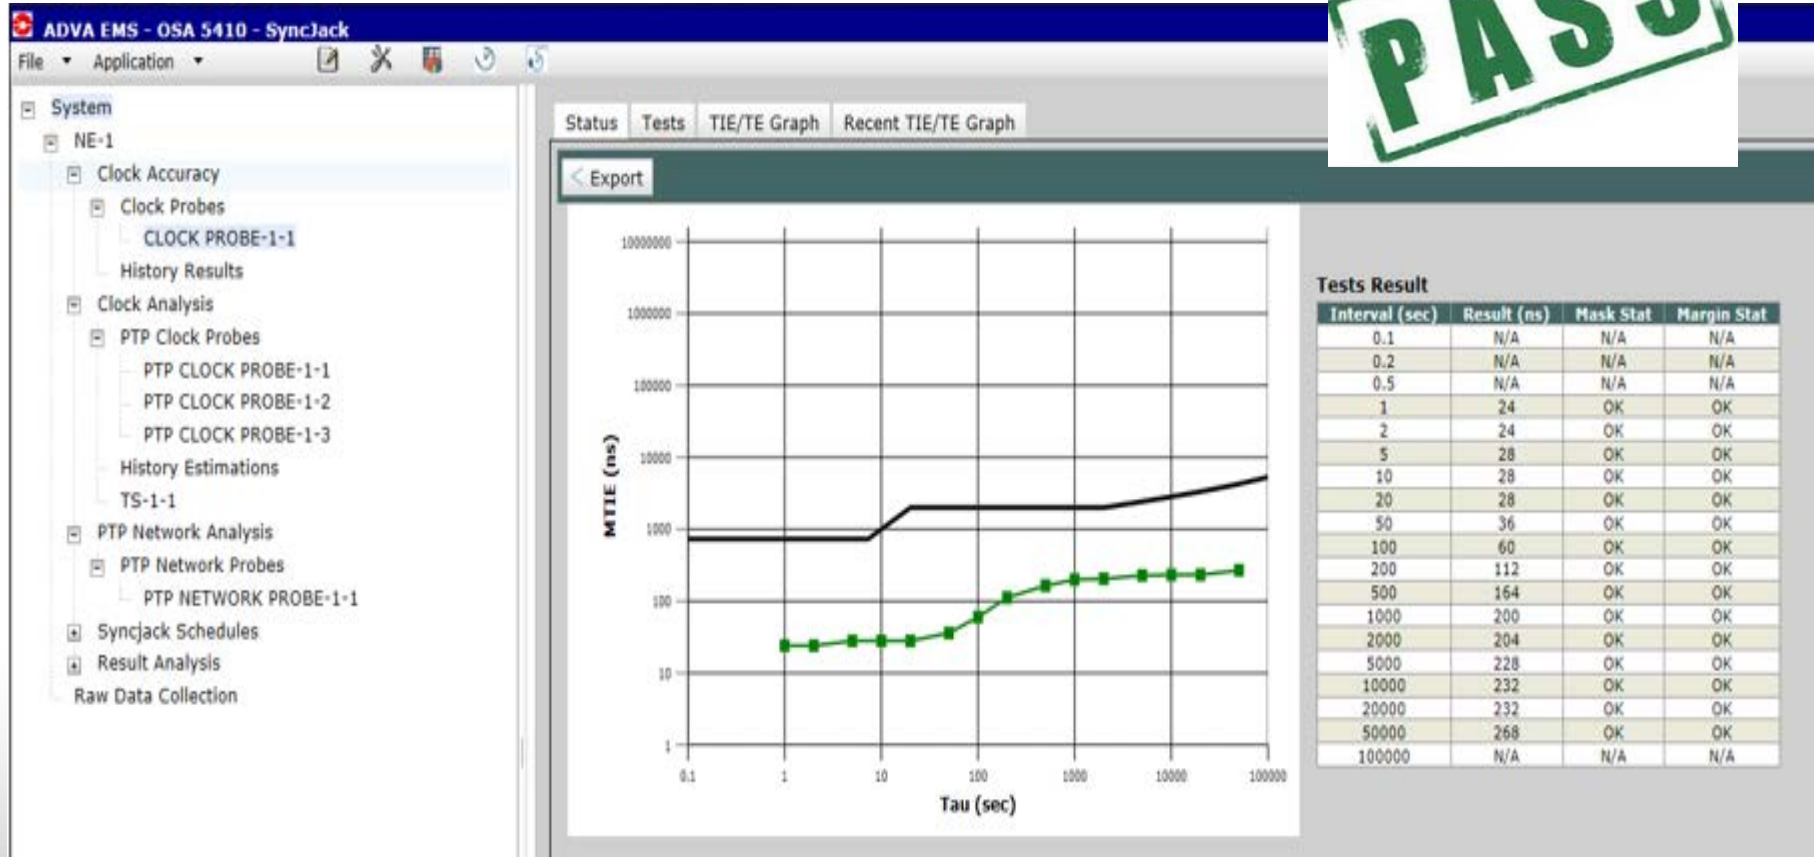 ADVA EMS - OSA 5410 - SyncJack
PASS
File Application
System
NE-1
Clock Accuracy
Clock Probes
CLOCK PROBE-1-1
History Results
Clock Analysis
PTP Clock Probes
PTP CLOCK PROBE-1-1
PTP CLOCK PROBE-1-2
PTP CLOCK PROBE-1-3
History Estimations
TS-1-1
PTP Network Analysis
PTP Network Probes
PTP NETWORK PROBE-1-1
Syncjack Schedules
Result Analysis
Raw Data Collection
Status Tests TIE/TE Graph Recent TIE/TE Graph
< Export
MTIE (ns)
10000000
1000000
100000
10000
1000
100
10
1
0.1 1 10 100 1000 10000 100000
Tau (sec)
Tests Result
Interval (sec) Result (ns) Mask Stat Margin Stat
0.1 N/A N/A N/A
0.2 N/A N/A N/A
0.5 N/A N/A N/A
1 24 OK OK
2 24 OK OK
5 28 OK OK
10 28 OK OK
20 28 OK OK
50 36 OK OK
100 60 OK OK
200 112 OK OK
500 164 OK OK
1000 200 OK OK
2000 204 OK OK
5000 228 OK OK
10000 232 OK OK
20000 232 OK OK
50000 268 OK OK
100000 N/A N/A N/A